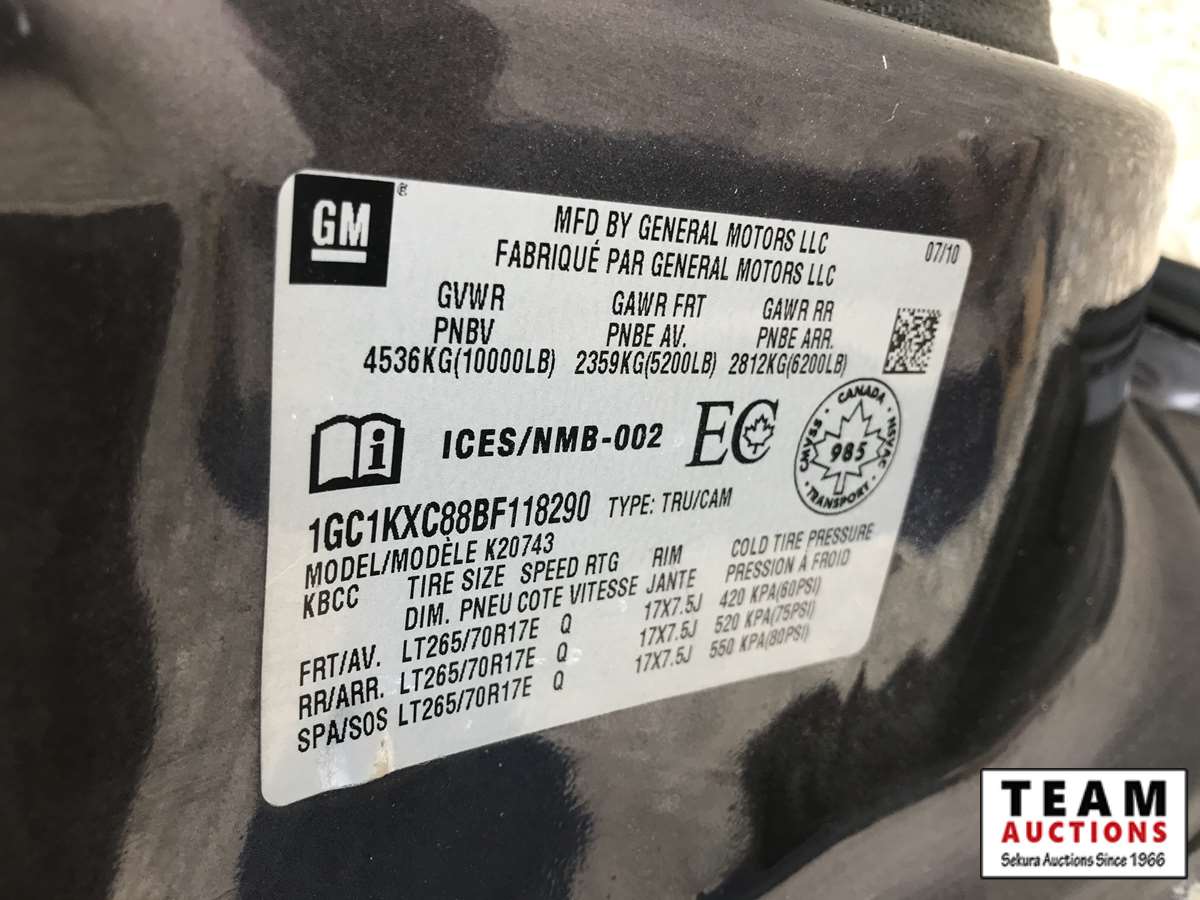 GM ®
MFD BY GENERAL MOTORS LLC
07/10
FABRIQUÉ PAR GENERAL MOTORS LLC
GVWR GAWR FRT GAWR RR
PNBV PNBE AV. PNBE ARR.
4536KG(10000LB) 2359KG(5200LB) 2812KG(6200LB)
ICES/NMB-002 EC
CANADA
CMVSS 985 NSVAC
TRANSPORT
1GC1KXC88BF118290 TYPE: TRU/CAM
MODEL/MODÈLE K20743
KBCC TIRE SIZE SPEED RTG RIM COLD TIRE PRESSURE
DIM. PNEU COTE VITESSE JANTE PRESSION À FROID
FRT/AV. LT265/70R17E Q 17X7.5J 420 KPA(60PSI)
RR/ARR. LT265/70R17E Q 17X7.5J 520 KPA(75PSI)
SPA/SOS LT265/70R17E Q 17X7.5J 550 KPA(80PSI)
TEAM
AUCTIONS
Sekura Auctions Since 1966